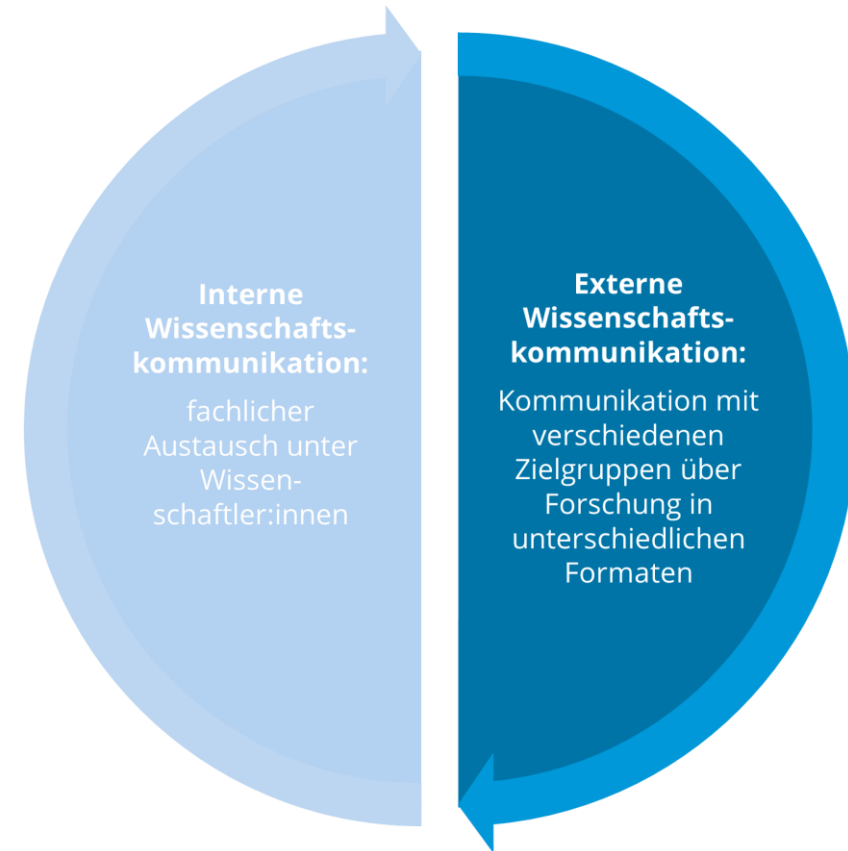 Interne
Wissenschafts-
kommunikation:
fachlicher
Austausch unter
Wissen-
schaftler:innen
Externe
Wissenschafts-
kommunikation:
Kommunikation mit
verschiedenen
Zielgruppen über
Forschung in
unterschiedlichen
Formaten